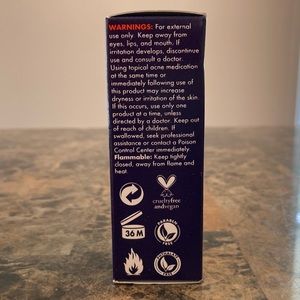 WARNINGS: For external
use only. Keep away from
eyes, lips, and mouth. If
irritation develops, discontinue
use and consult a doctor.
Using topical acne medication
at the same time or
immediately following use of
this product may increase
dryness or irritation of the skin.
If this occurs, use only one
product at a time, unless
directed by a doctor. Keep out
of reach of children. If
swallowed, seek professional
assistance or contact a Poison
Control Center immediately.
Flammable: Keep tightly
closed, away from flame and
heat.
crueltyfree
andvegan
36 M
PARABEN
FREE
PHTHALATE
FREE